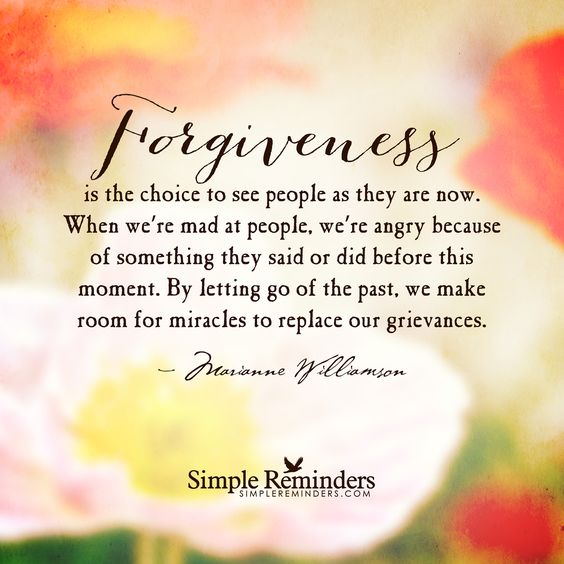 Forgiveness
is the choice to see people as they are now.
When we're mad at people, we're angry because
of something they said or did before this
moment. By letting go of the past, we make
room for miracles to replace our grievances.
– Marianne Williamson
Simple Reminders
SIMPLEREMINDERS.COM